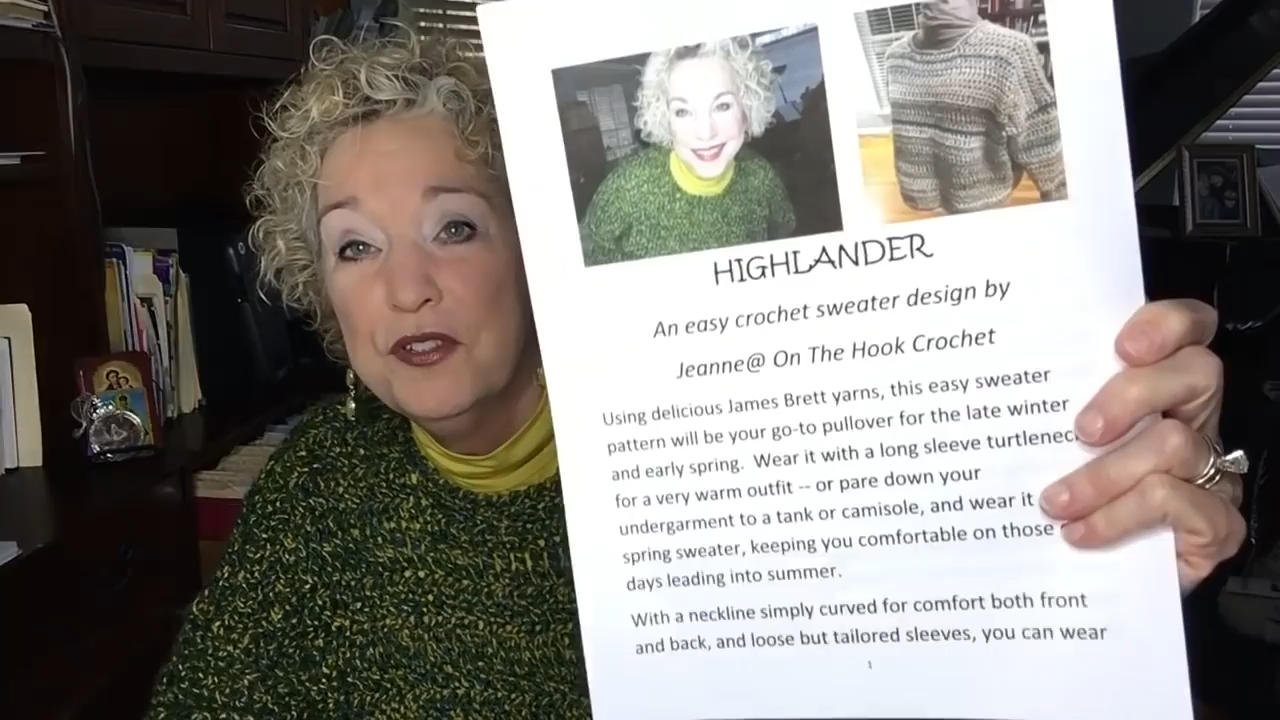 HIGHLANDER
An easy crochet sweater design by
Jeanne@ On The Hook Crochet
Using delicious James Brett yarns, this easy sweater
pattern will be your go-to pullover for the late winter
and early spring. Wear it with a long sleeve turtleneck
for a very warm outfit -- or pare down your
undergarment to a tank or camisole, and wear it
spring sweater, keeping you comfortable on those
days leading into summer.
With a neckline simply curved for comfort both front
and back, and loose but tailored sleeves, you can wear
1